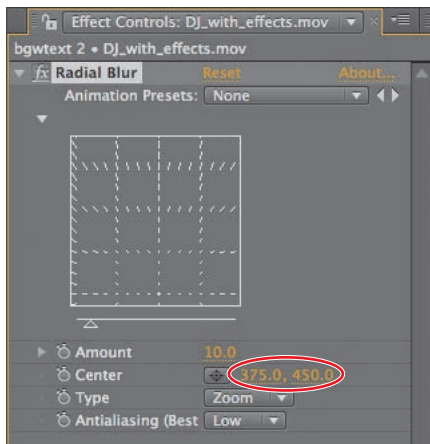 Effect Controls: DJ_with_effects.mov
bgwtext 2 • DJ_with_effects.mov
fx Radial Blur Reset About...
Animation Presets: None
Amount 10.0
Center 375.0, 450.0
Type Zoom
Antialiasing (Best Low